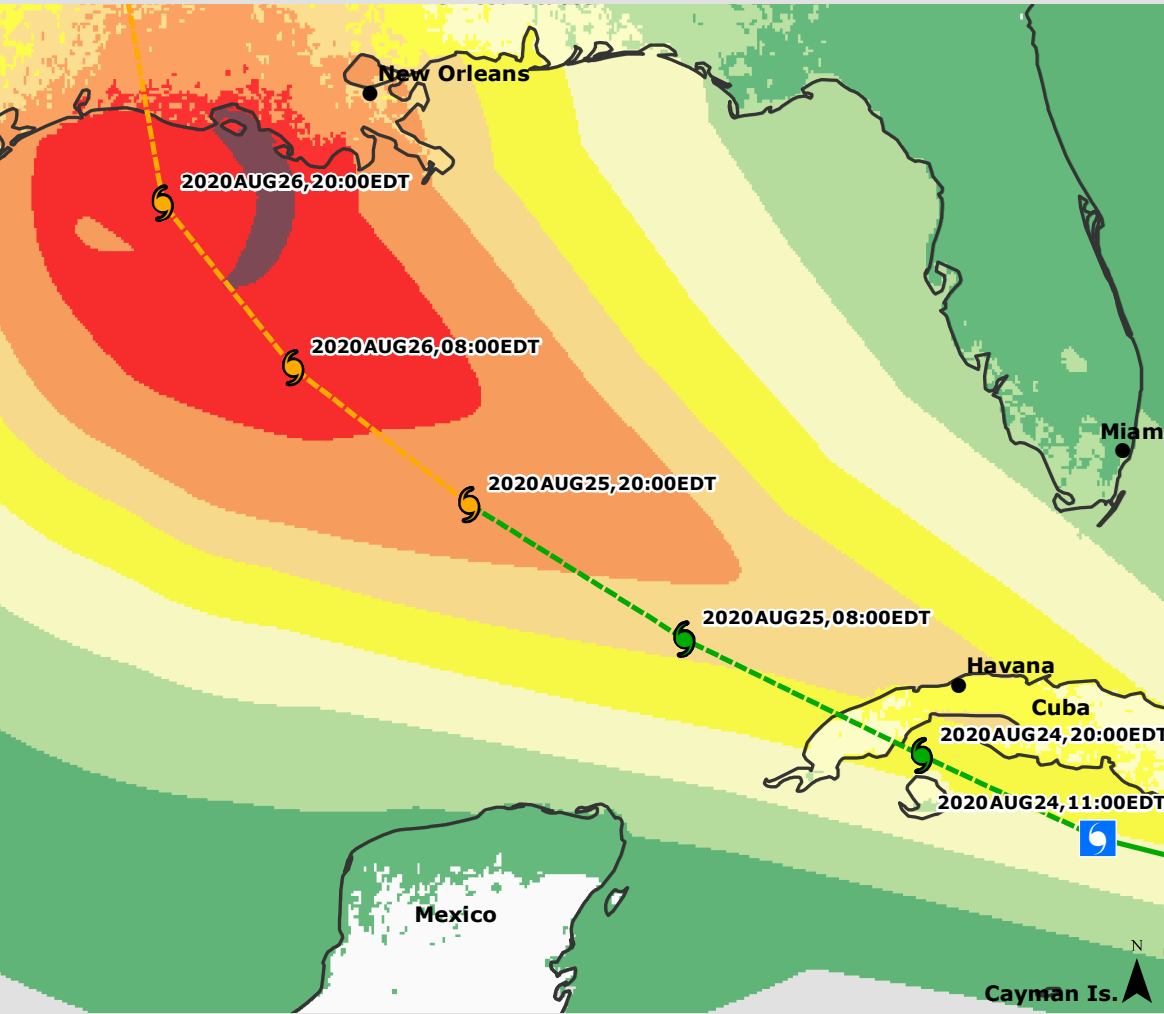 New Orleans
2020AUG26,20:00EDT
2020AUG26,08:00EDT
Miam
2020AUG25,20:00EDT
2020AUG25,08:00EDT
Havana
Cuba
2020AUG24,20:00EDT
2020AUG24,11:00EDT
Mexico
N
Cayman Is.